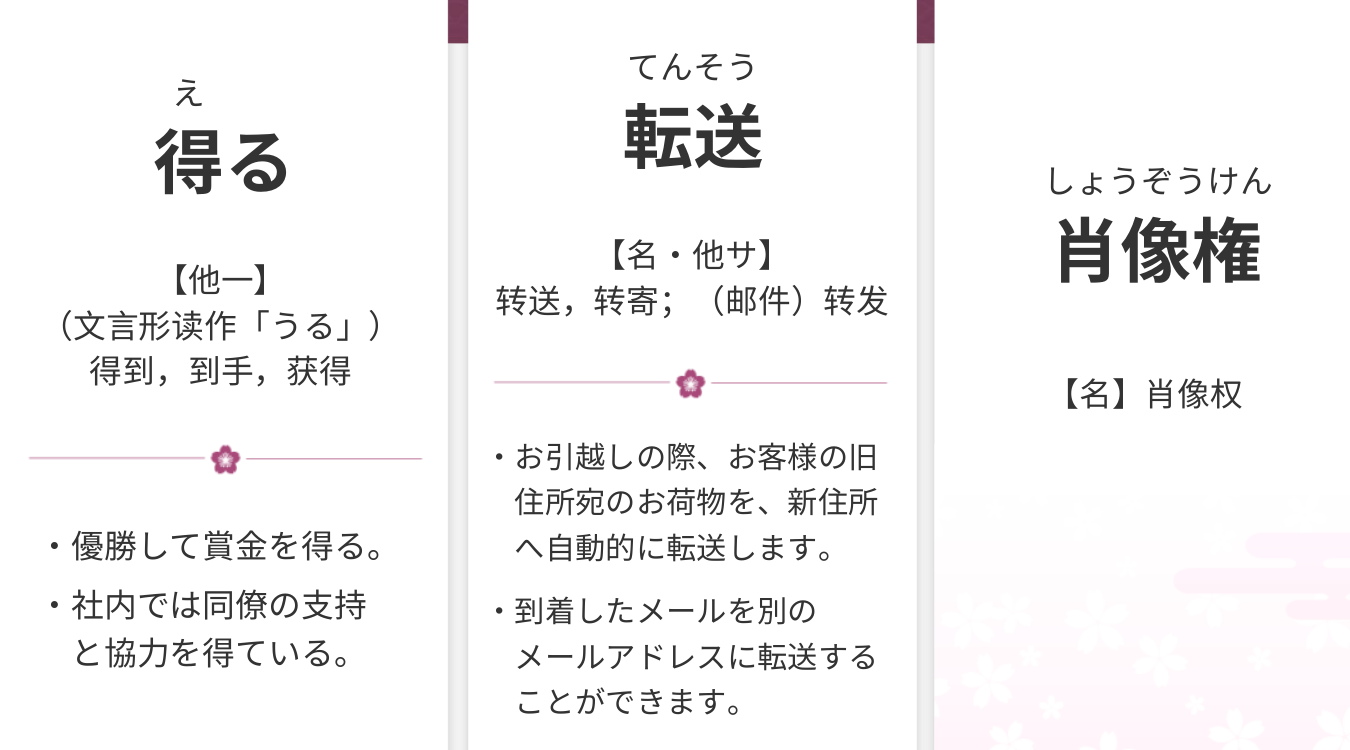 え
得る
【他一】
（文言形读作「うる」）
得到，到手，获得
・優勝して賞金を得る。
・社内では同僚の支持
と協力を得ている。
てんそう
転送
【名・他サ】
转送，转寄；（邮件）转发
・お引越しの際、お客様の旧
住所宛のお荷物を、新住所
へ自動的に転送します。
・到着したメールを別の
メールアドレスに転送する
ことができます。
しょうぞうけん
肖像権
【名】肖像权